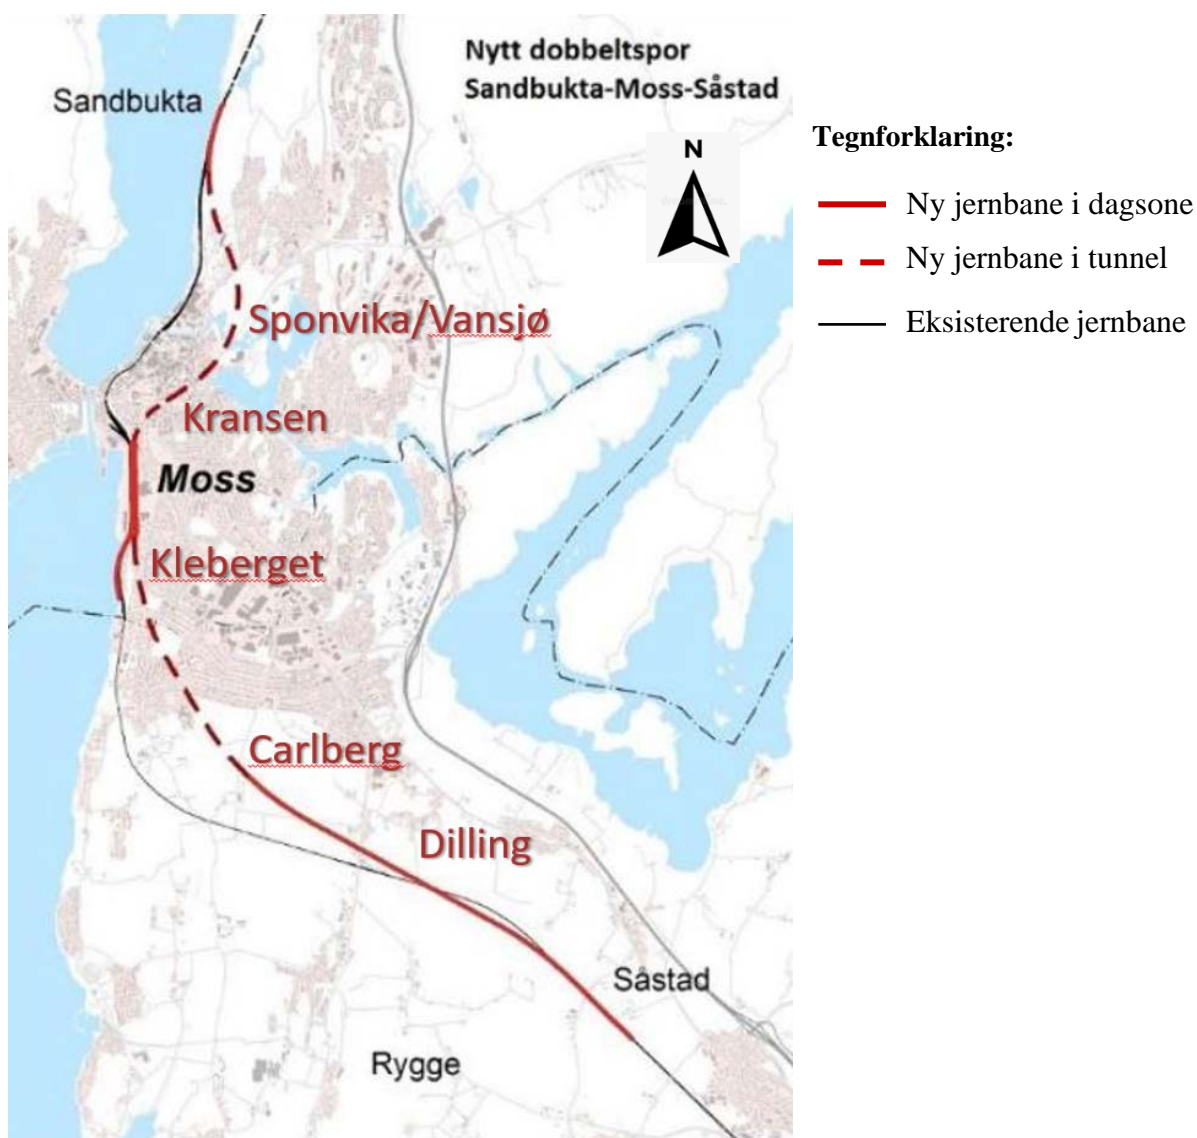 Nytt dobbeltspor
Sandbukta-Moss-Såstad
Sandbukta
N
Tegnforklaring:
Ny jernbane i dagsone
Ny jernbane i tunnel
Eksisterende jernbane
Sponvika/Vansjø
Kransen
Moss
Kleberget
Carlberg
Dilling
Såstad
Rygge